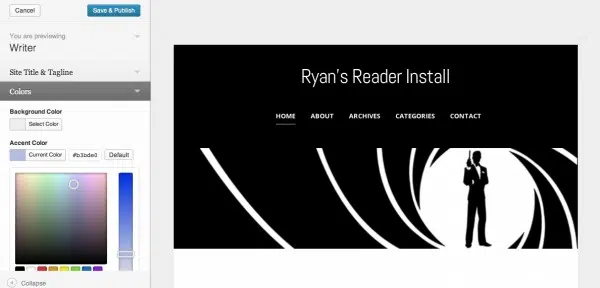 Cancel
Save & Publish
You are previewing
Writer
Site Title & Tagline
Colors
Background Color
Select Color
Accent Color
Current Color #b3bde0 Default
Collapse
Ryan's Reader Install
HOME ABOUT ARCHIVES CATEGORIES CONTACT